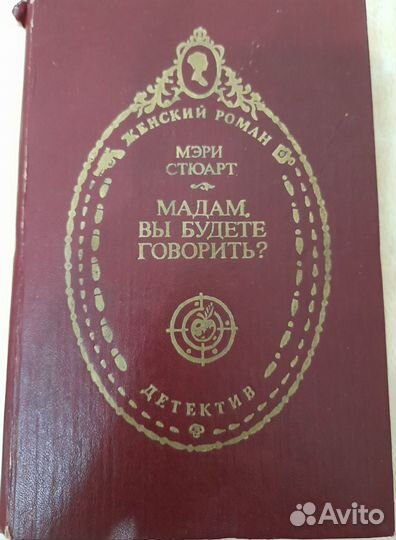 ЖЕНСКИЙ РОМАН
МЭРИ
СТЮАРТ
МАДАМ,
ВЫ БУДЕТЕ
ГОВОРИТЬ?
ДЕТЕКТИВ
Avito